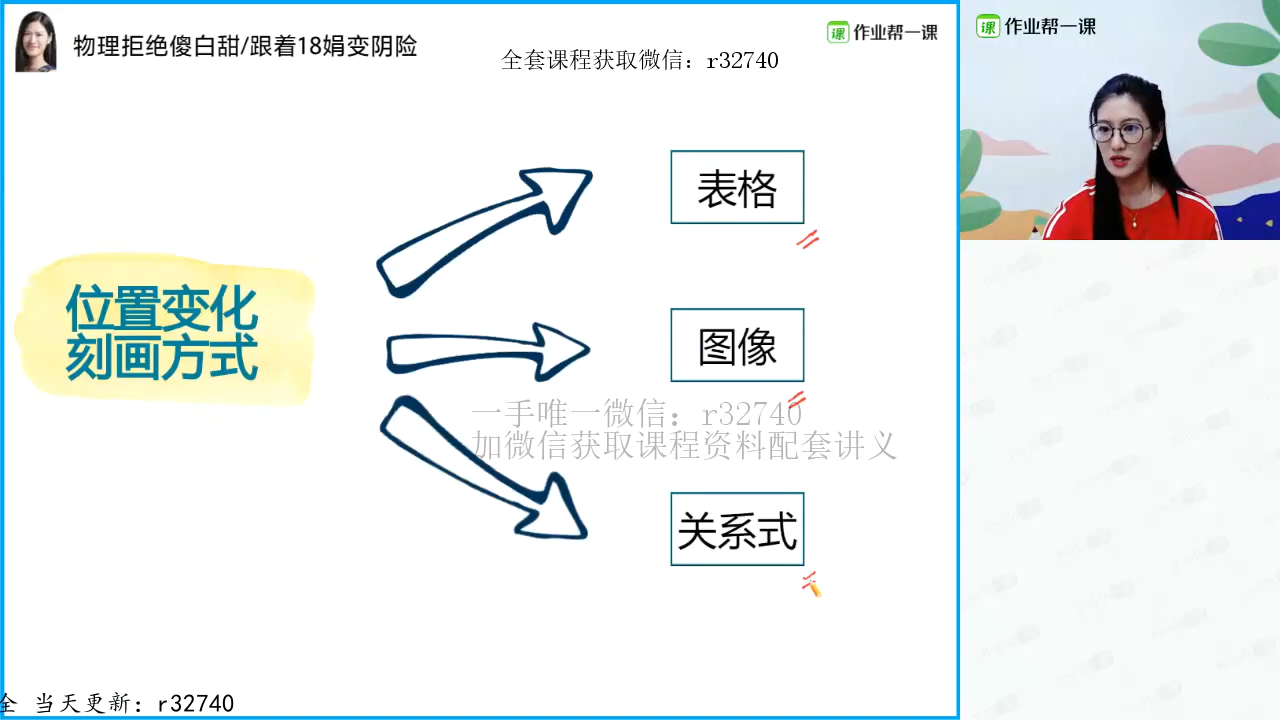 物理拒绝傻白甜/跟着18娟变阴险
全套课程获取微信：r32740
课 作业帮一课
课 作业帮一课
表格
位置变化
刻画方式
图像
一手唯一微信：r32740
加微信获取课程资料配套讲义
关系式
全 当天更新：r32740